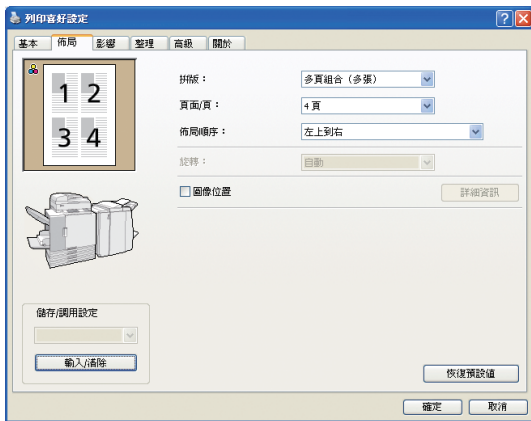 列印喜好設定
基本 佈局 影響 整理 高級 關於
1 2
3 4
拼版： 多頁組合（多張）
頁面/頁： 4 頁
佈局順序： 左上到右
旋轉： 自動
圖像位置 詳細資訊
儲存/調用設定
輸入/清除
恢復預設值
確定 取消